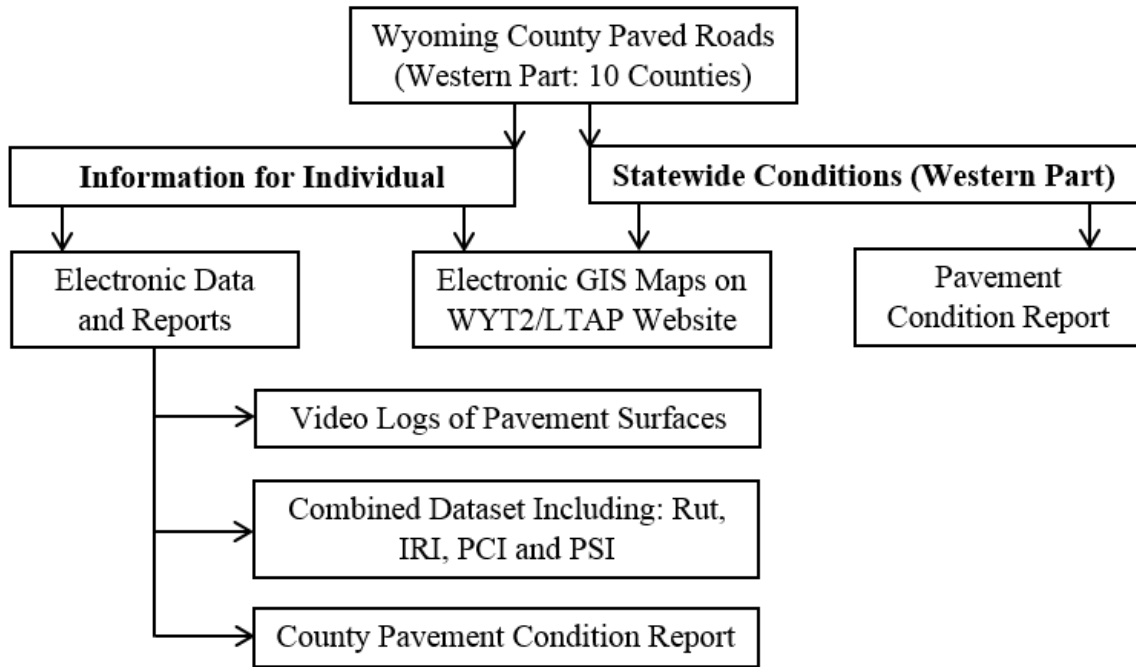 Wyoming County Paved Roads
(Western Part: 10 Counties)
Information for Individual
Statewide Conditions (Western Part)
Electronic Data
and Reports
Electronic GIS Maps on
WYT2/LTAP Website
Pavement
Condition Report
Video Logs of Pavement Surfaces
Combined Dataset Including: Rut,
IRI, PCI and PSI
County Pavement Condition Report